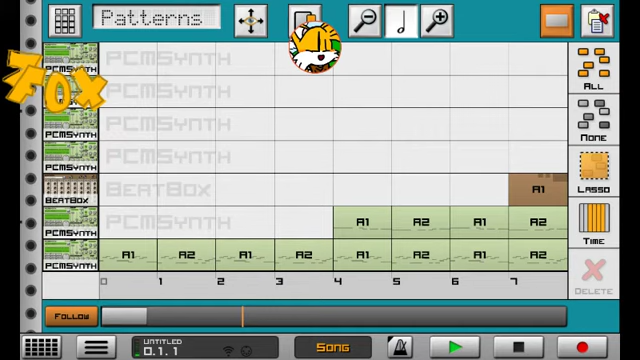 Patterns
Fox
PCMSynth
PCMSynth
PCMSynth
PCMSynth
PCMSynth
PCMSynth
PCMSynth
BeatBox
BeatBox A1
PCMSynth
PCMSynth A1 A2 A1 A2
PCMSynth A1 A2 A1 A2 A1 A2 A1 A2
0 1 2 3 4 5 6 7
All
None
Lasso
Time
Delete
Follow
Untitled
0.1.1
Song